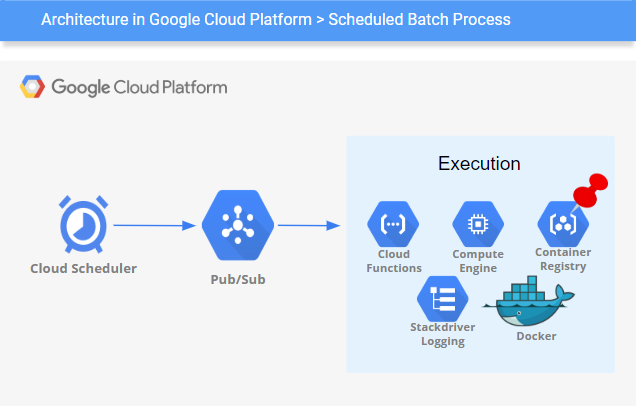 Architecture in Google Cloud Platform > Scheduled Batch Process
Google Cloud Platform
Execution
Cloud
Functions
Compute
Engine
Container
Registry
Cloud Scheduler
Pub/Sub
Stackdriver
Logging
Docker